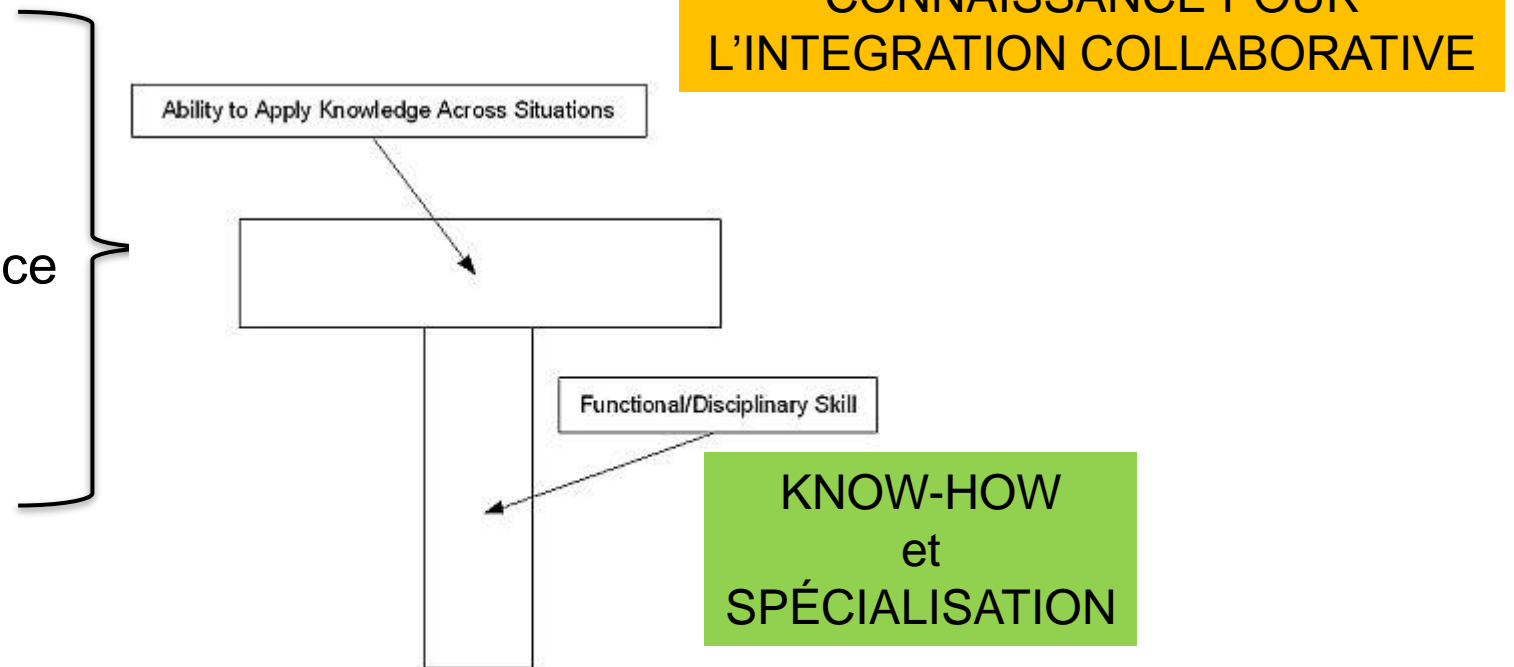 CONNAISSANCE POUR
L’INTEGRATION COLLABORATIVE
Ability to Apply Knowledge Across Situations
ce
Functional/Disciplinary Skill
KNOW-HOW
et
SPÉCIALISATION